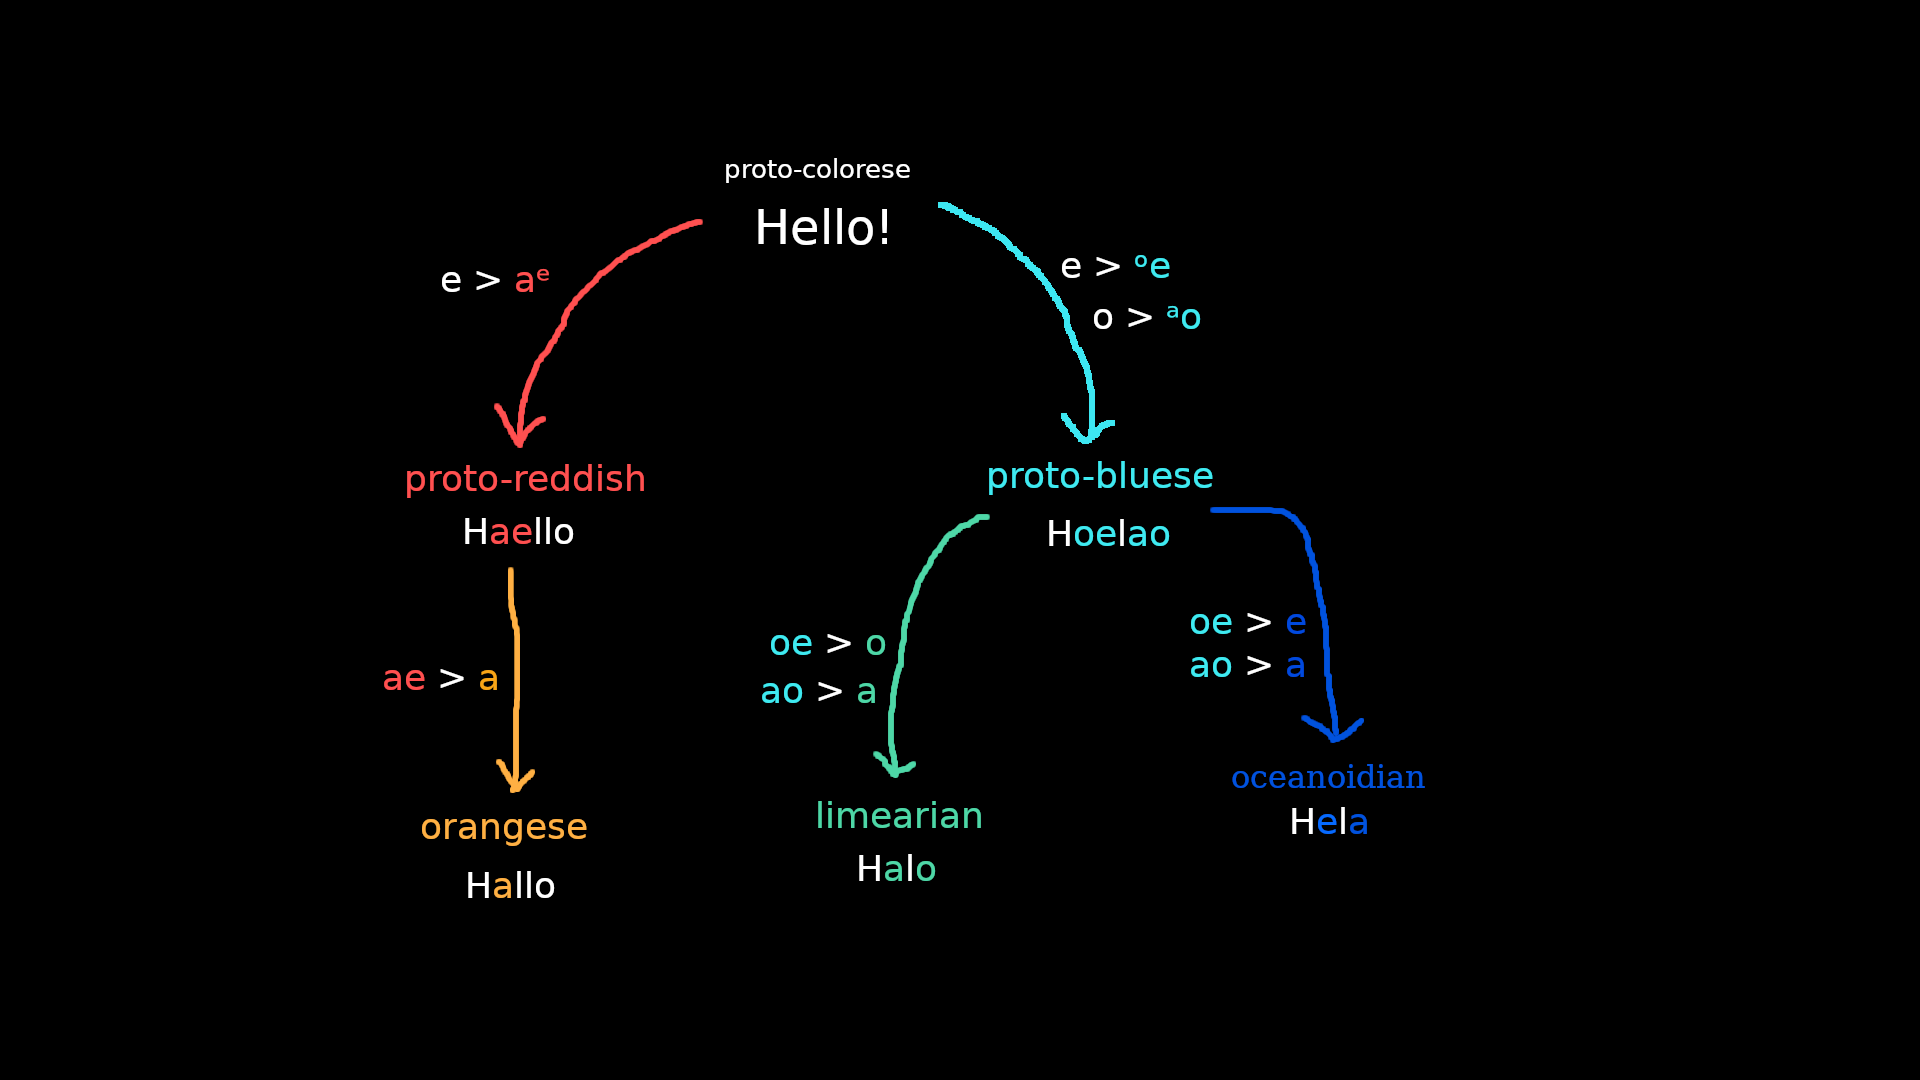 proto-colorese
Hello!
e > aᵉ
e > ᵒe
o > ᵃo
proto-reddish
Haello
proto-bluese
Hoelao
ae > a
oe > o
ao > a
oe > e
ao > a
orangese
Hallo
limearian
Halo
oceanoidian
Hela